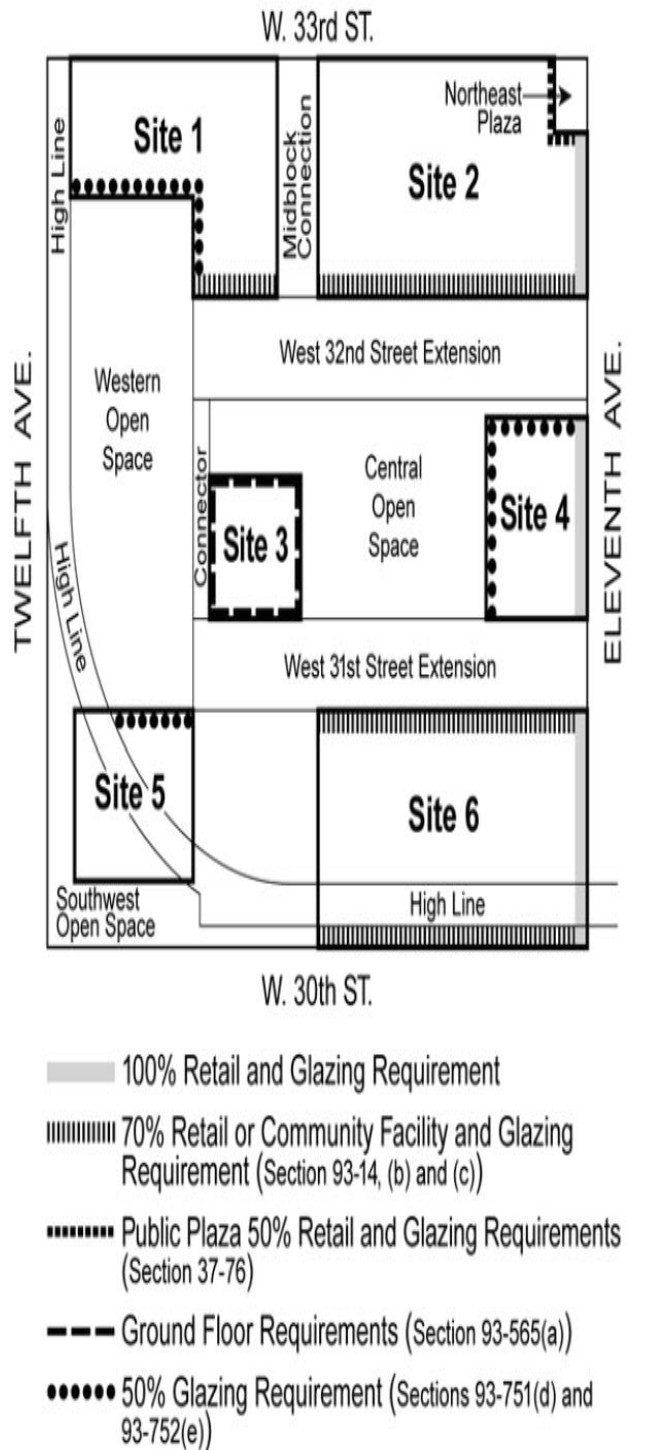 W. 33rd ST.
High Line
Site 1
Midblock
Connection
Northeast
Plaza
Site 2
TWELFTH AVE.
Western
Open
Space
West 32nd Street Extension
ELEVENTH AVE.
Connector
Site 3
Central
Open
Space
Site 4
High Line
West 31st Street Extension
Site 5
Site 6
Southwest
Open Space
High Line
W. 30th ST.
100% Retail and Glazing Requirement
70% Retail or Community Facility and Glazing
Requirement (Section 93-14, (b) and (c))
Public Plaza 50% Retail and Glazing Requirements
(Section 37-76)
Ground Floor Requirements (Section 93-565(a))
50% Glazing Requirement (Sections 93-751(d) and
93-752(e))